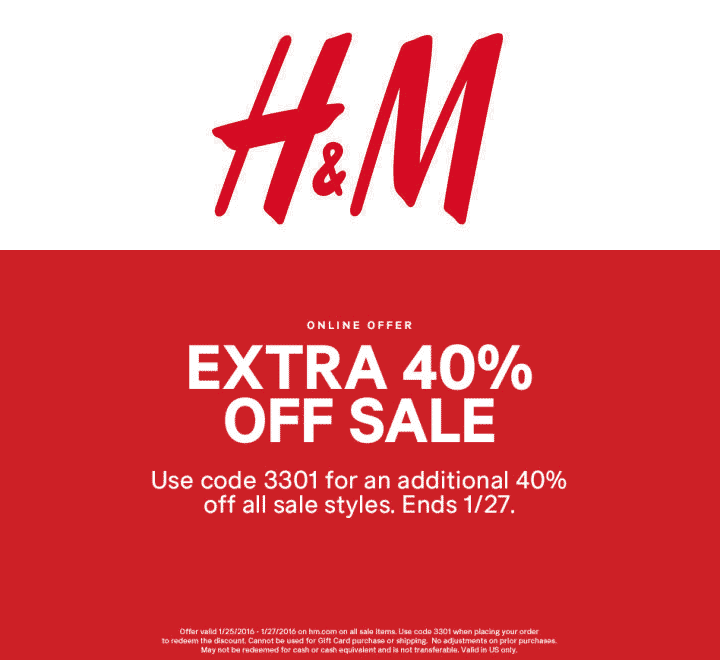 H&M
ONLINE OFFER
EXTRA 40%
OFF SALE
Use code 3301 for an additional 40%
off all sale styles. Ends 1/27.
Offer valid 1/25/2016 - 1/27/2016 on hm.com on all sale items. Use code 3301 when placing your order
to redeem the discount. Cannot be used for Gift Card purchase or shipping. No adjustments on prior purchases.
May not be redeemed for cash or cash equivalent and is not transferable. Valid in US only.